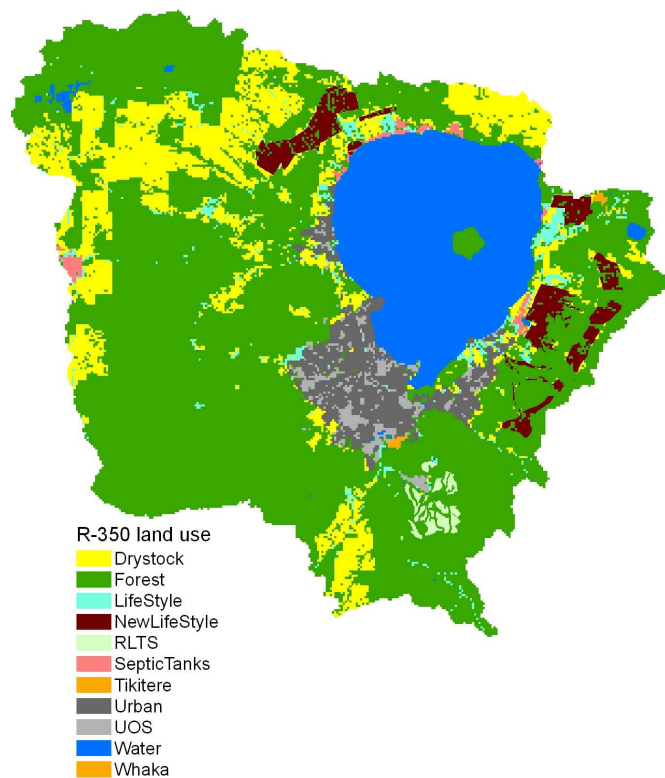 R-350 land use
Drystock
Forest
LifeStyle
NewLifeStyle
RLTS
SepticTanks
Tikitere
Urban
UOS
Water
Whaka